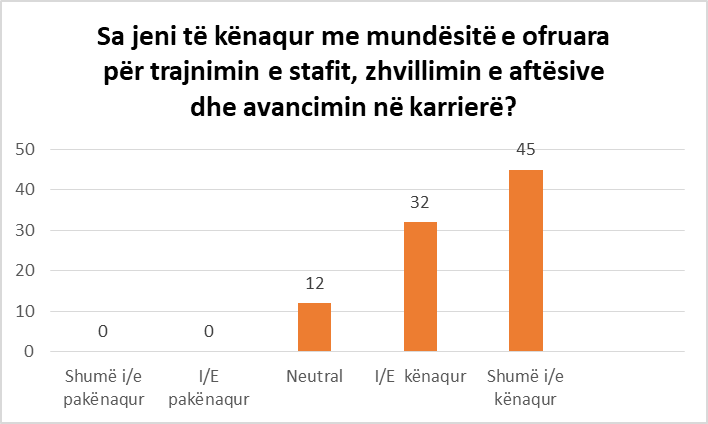 Sa jeni të kënaqur me mundësitë e ofruara
për trajnimin e stafit, zhvillimin e aftësive
dhe avancimin në karrierë?
50
40
30
20
10
0
0
0
12
32
45
Shumë i/e
pakënaqur
I/E
pakënaqur
Neutral
I/E kënaqur
Shumë i/e
kënaqur